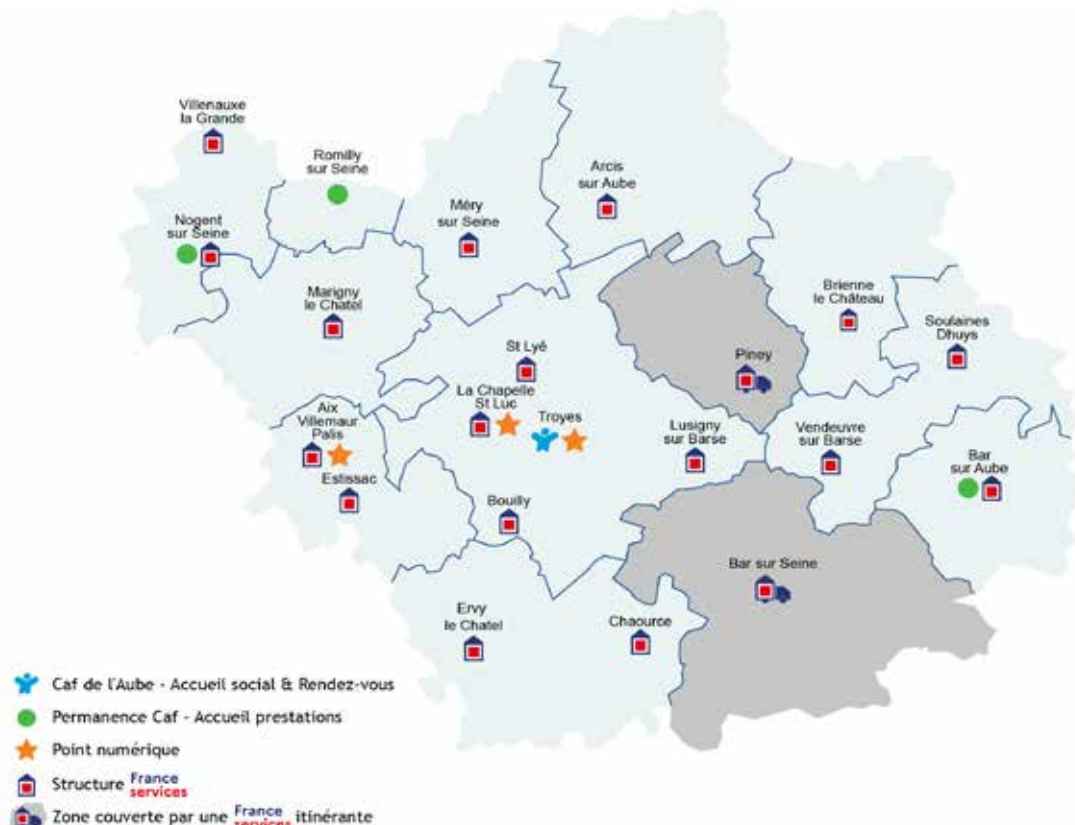 Villenauxe
la Grande
Romilly
sur Seine
Arcis
sur Aube
Méry
sur Seine
Nogent
sur Seine
Marigny
le Chatel
Brienne
le Château
Soulaines
Dhuys
Piney
St Lyé
La Chapelle
St Luc
Troyes
Aix
Villemaur
Palis
Lusigny
sur Barse
Vendeuvre
sur Barse
Bar
sur Aube
Estissac
Bouilly
Bar sur Seine
Ervy
le Chatel
Chaource
Caf de l'Aube - Accueil social & Rendez-vous
Permanence Caf - Accueil prestations
Point numérique
Structure France services
Zone couverte par une France services itinérante